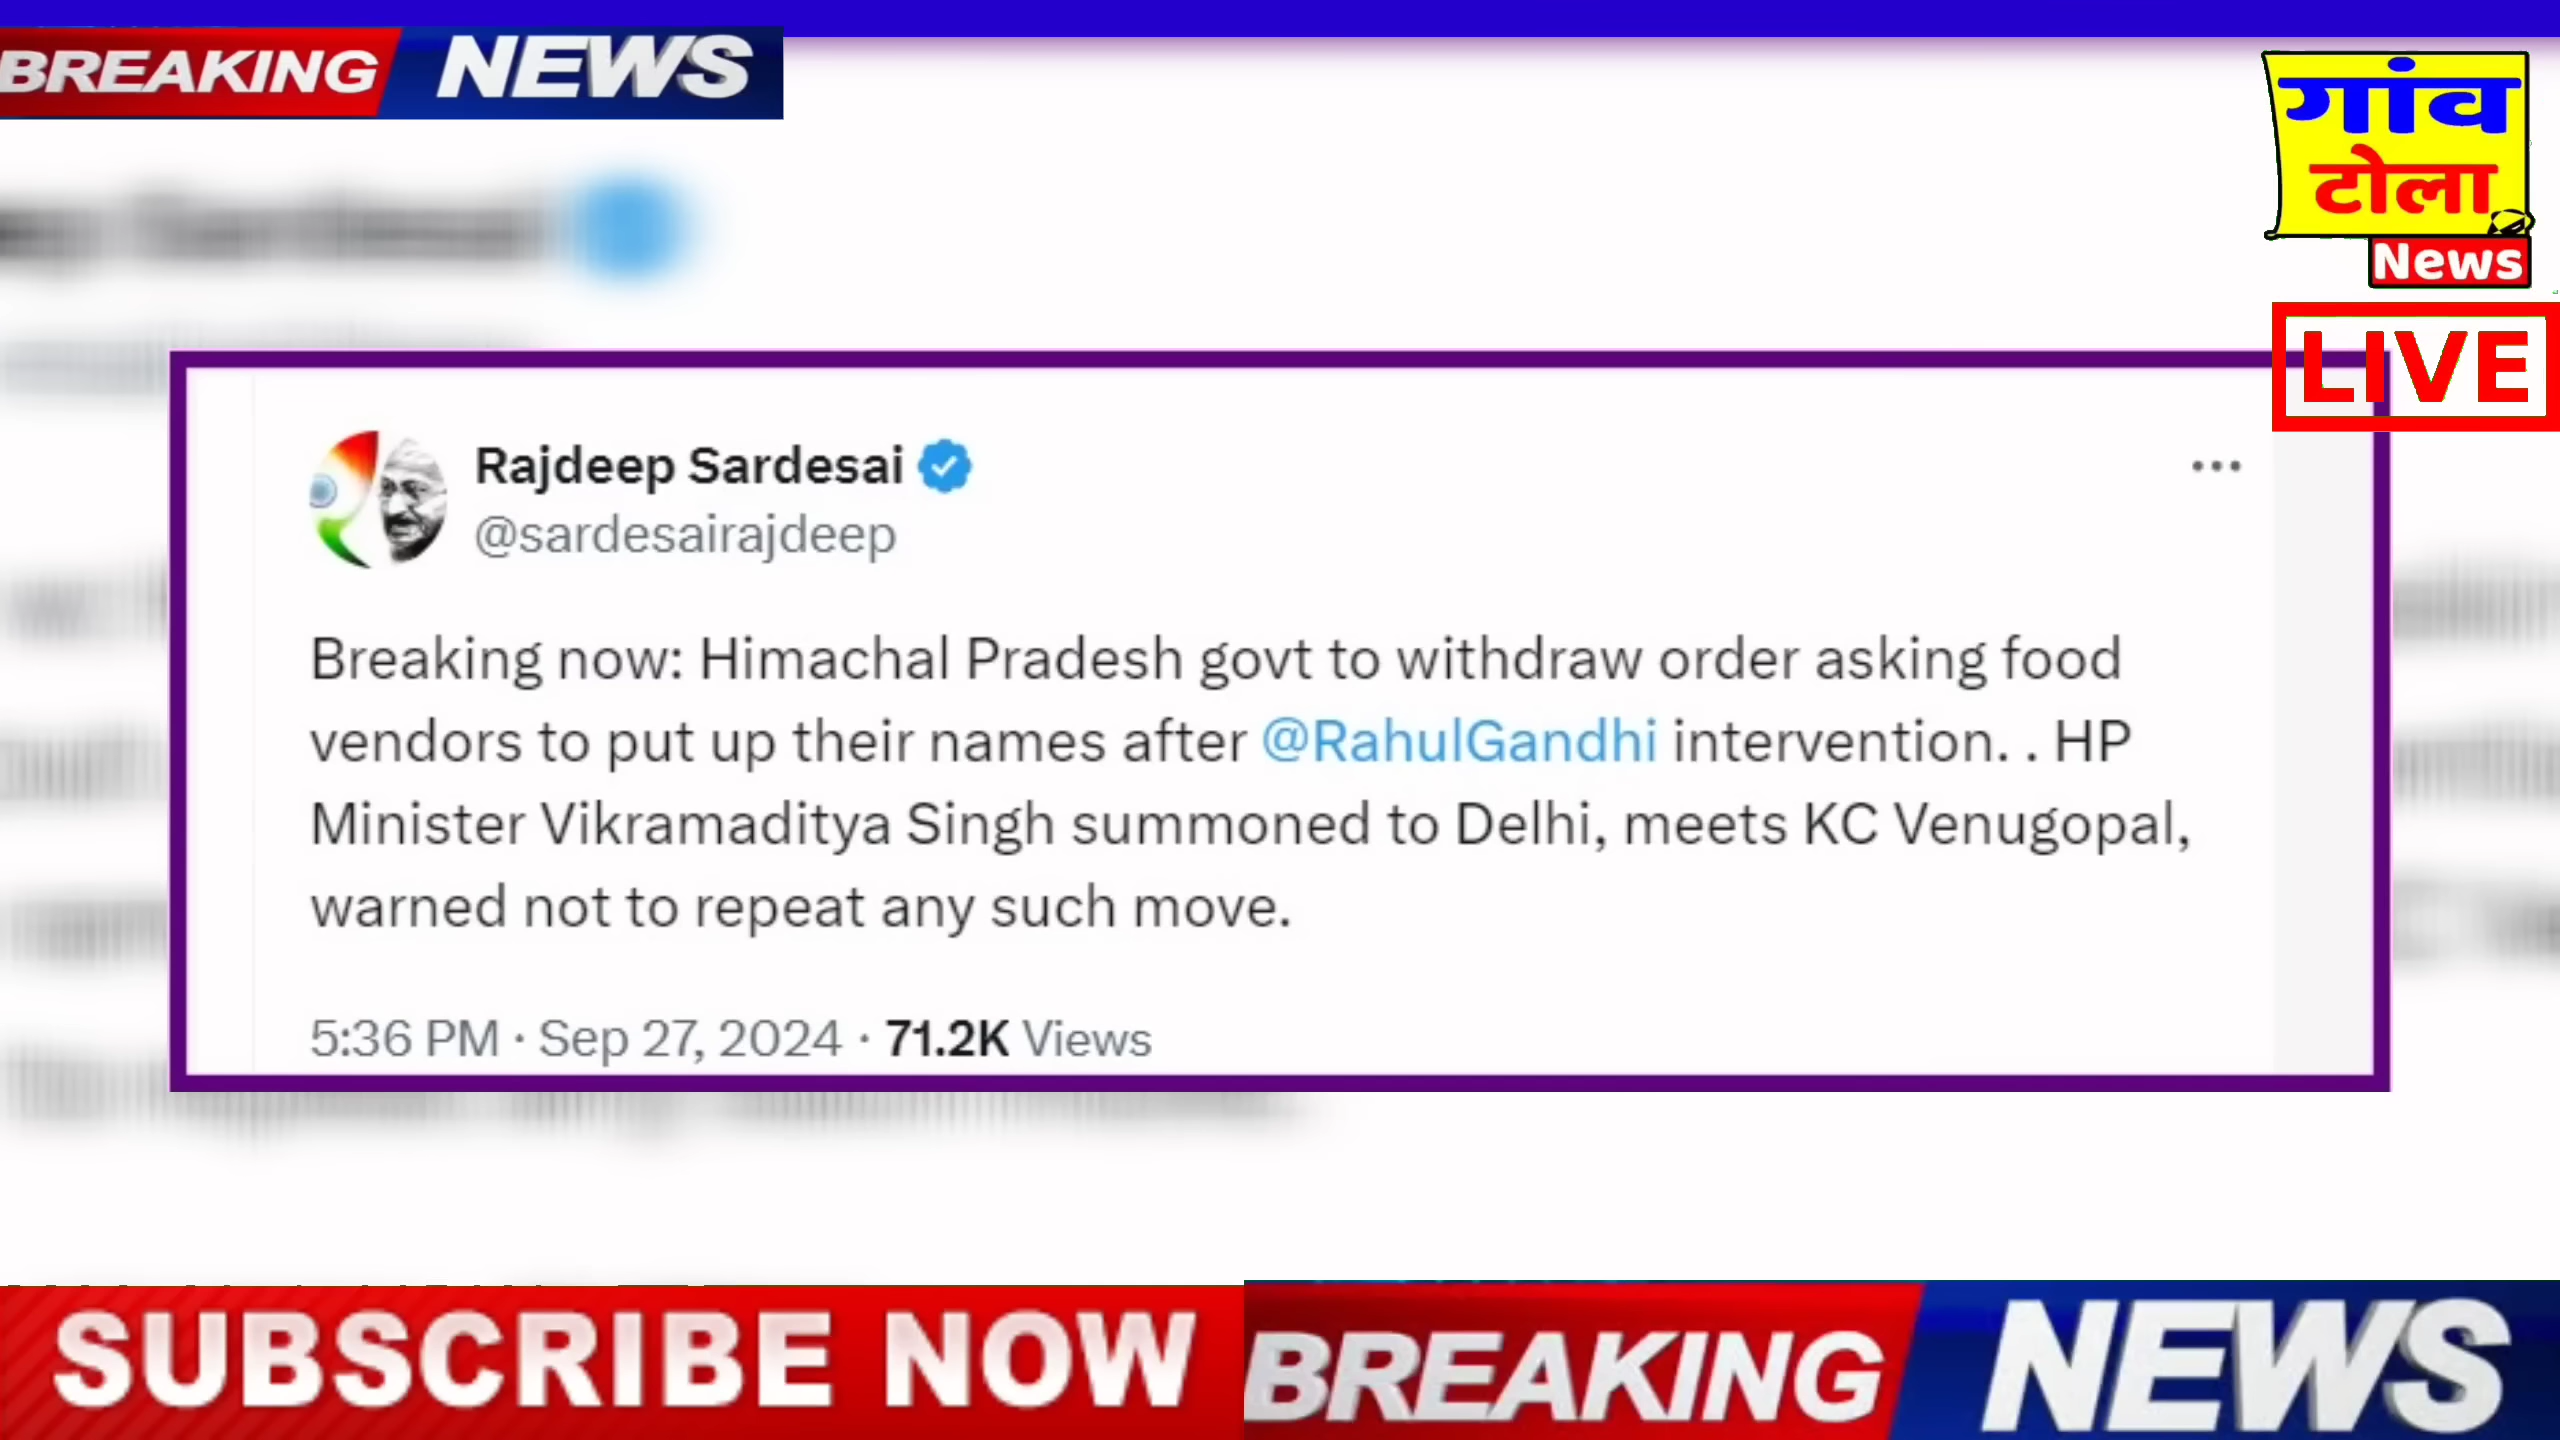 BREAKING NEWS
गांव
टोला
News
LIVE
Rajdeep Sardesai
@sardesairajdeep
Breaking now: Himachal Pradesh govt to withdraw order asking food
vendors to put up their names after @RahulGandhi intervention. . HP
Minister Vikramaditya Singh summoned to Delhi, meets KC Venugopal,
warned not to repeat any such move.
5:36 PM · Sep 27, 2024 · 71.2K Views
SUBSCRIBE NOW BREAKING NEWS